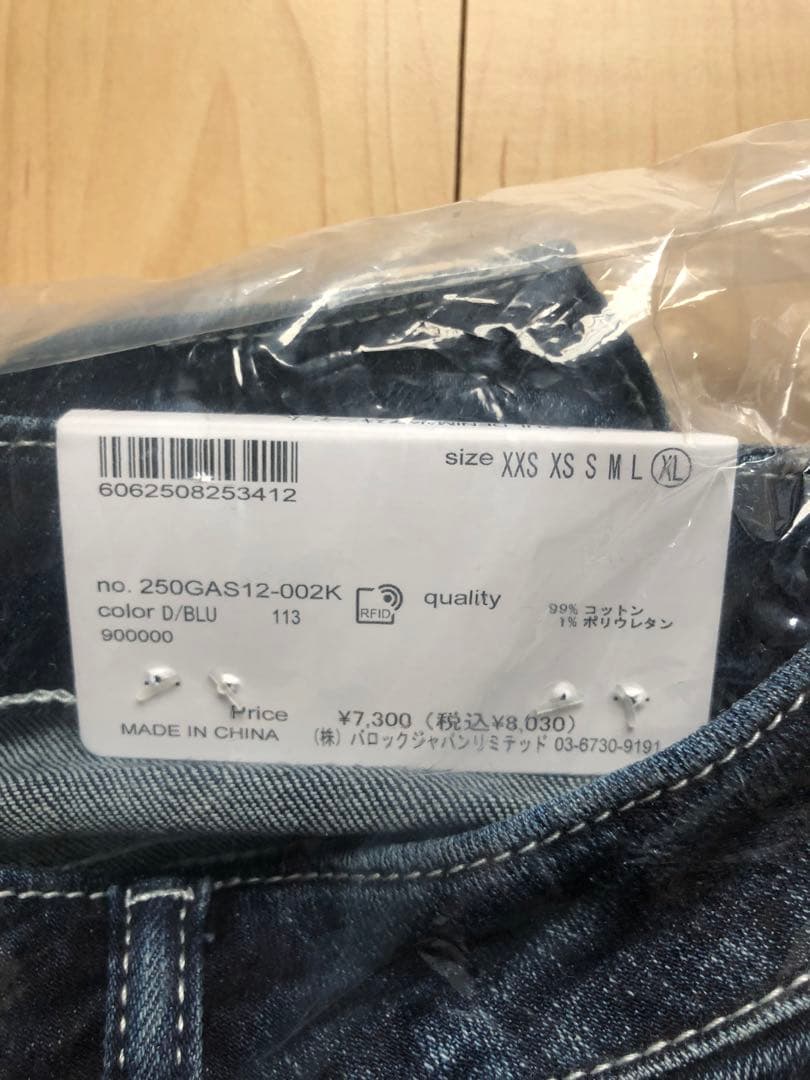 size XXS XS S M L XL
6062508253412
no. 250GAS12-002K
RFID
quality
color D/BLU 113
99% コットン
1% ポリウレタン
900000
Price ¥7,300 (税込¥8,030)
MADE IN CHINA
(株) バロックジャパンリミテッド 03-6730-9191